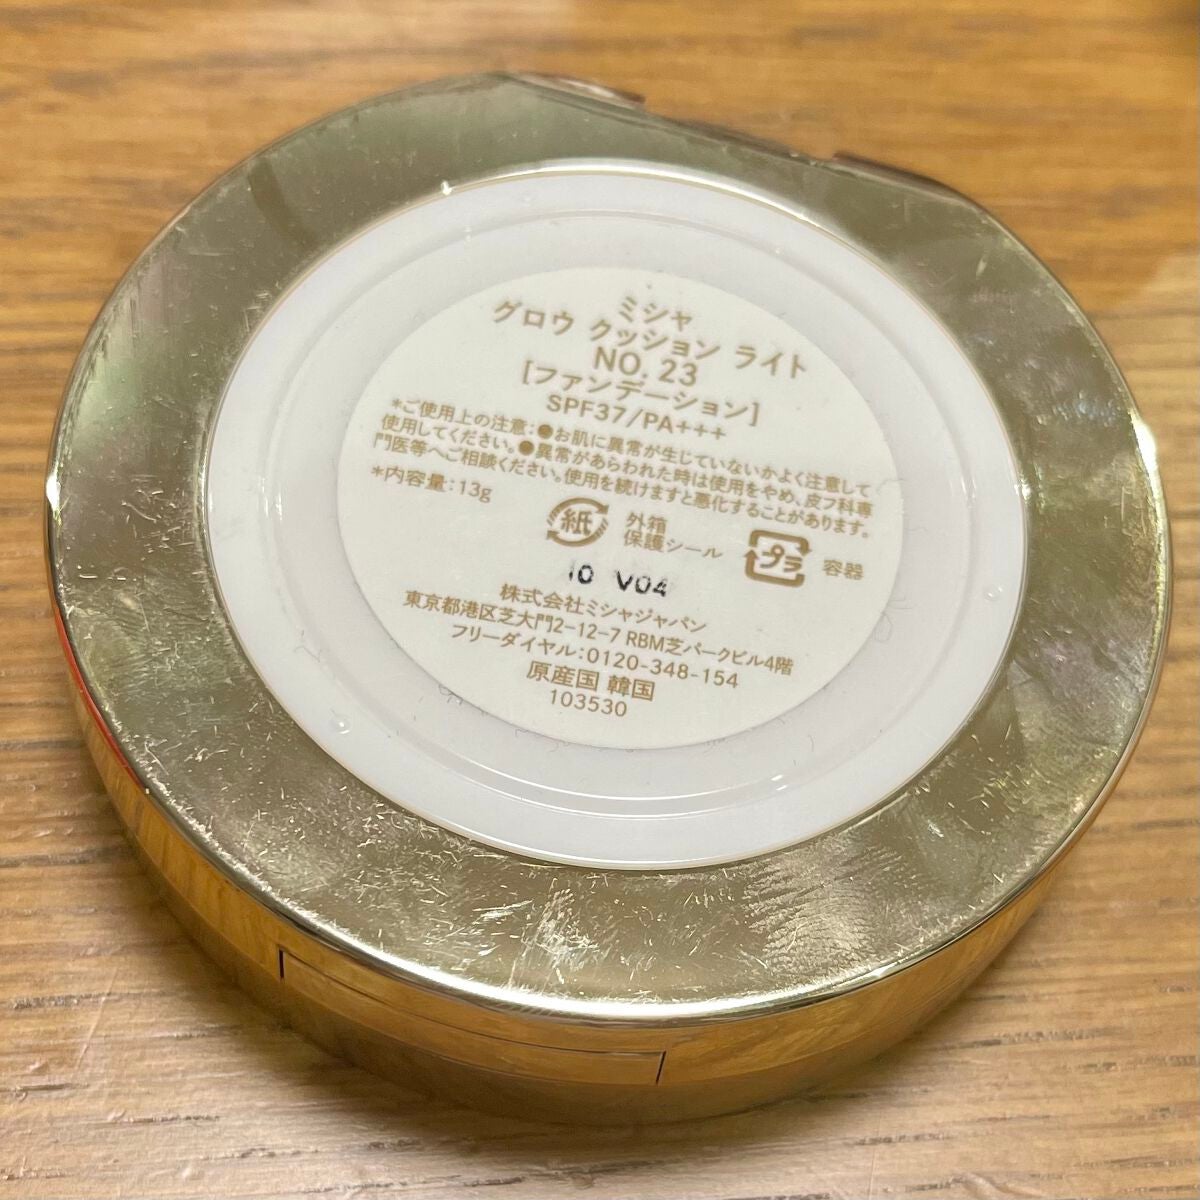 ミシャ
グロウ クッション ライト
NO. 23
[ファンデーション]
SPF37/PA+++
*ご使用上の注意:●お肌に異常が生じていないかよく注意して
使用してください。●異常があらわれた時は使用をやめ、皮フ科専
門医等へご相談ください。使用を続けますと悪化することがあります。
*内容量:13g
紙
外箱
保護シール
プラ
容器
10 V04
株式会社ミシャジャパン
東京都港区芝大門2-12-7 RBM芝パークビル4階
フリーダイヤル:0120-348-154
原産国 韓国
103530